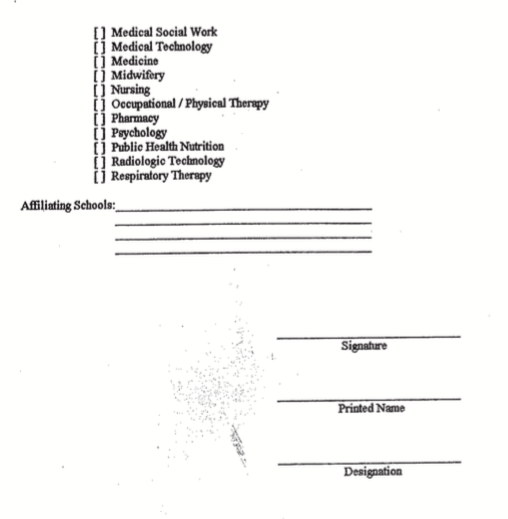 [ ] Medical Social Work
[ ] Medical Technology
[ ] Medicine
[ ] Midwifery
[ ] Nursing
[ ] Occupational / Physical Therapy
[ ] Pharmacy
[ ] Psychology
[ ] Public Health Nutrition
[ ] Radiologic Technology
[ ] Respiratory Therapy
Affiliating Schools:
Signature
Printed Name
Designation